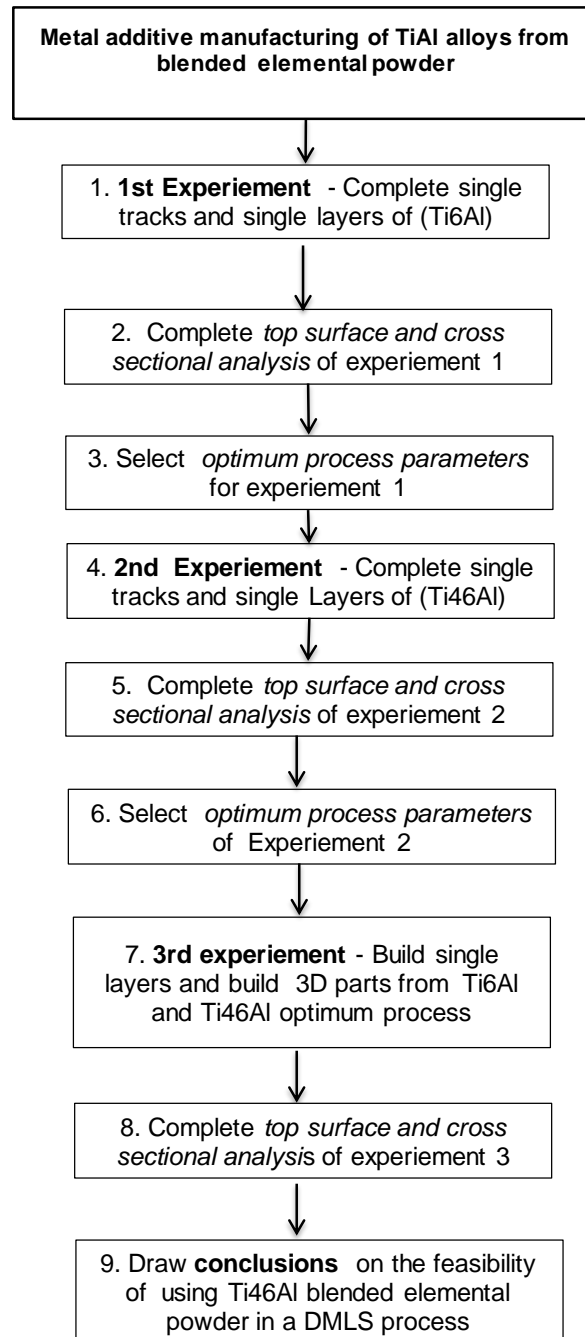 Metal additive manufacturing of TiAl alloys from
blended elemental powder
1. 1st Experiement - Complete single
tracks and single layers of (Ti6Al)
2. Complete top surface and cross
sectional analysis of experiement 1
3. Select optimum process parameters
for experiement 1
4. 2nd Experiement - Complete single
tracks and single Layers of (Ti46Al)
5. Complete top surface and cross
sectional analysis of experiement 2
6. Select optimum process parameters
of Experiement 2
7. 3rd experiement - Build single
layers and build 3D parts from Ti6Al
and Ti46Al optimum process
8. Complete top surface and cross
sectional analysis of experiement 3
9. Draw conclusions on the feasibility
of using Ti46Al blended elemental
powder in a DMLS process